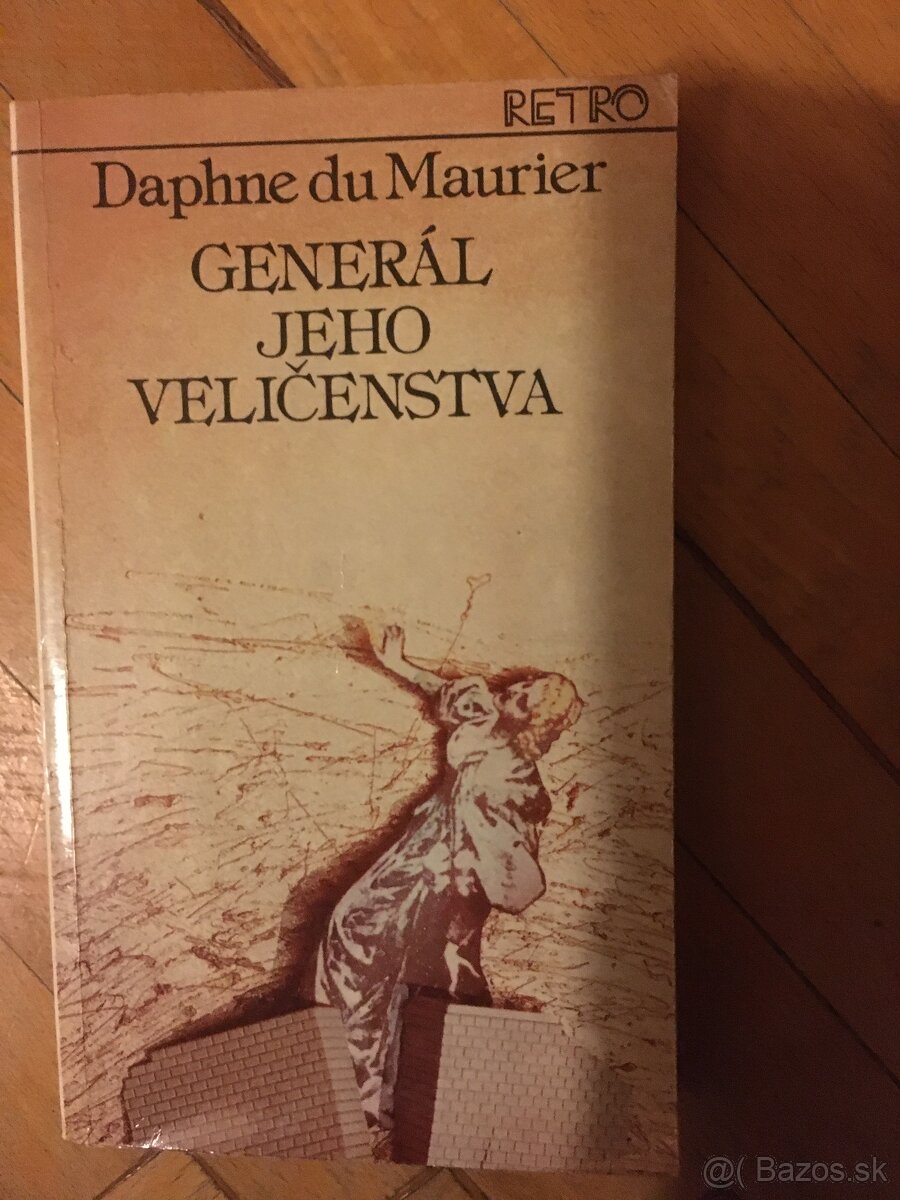 RETRO
Daphne du Maurier
GENERÁL
JEHO
VELIČENSTVA
@( Bazos.sk